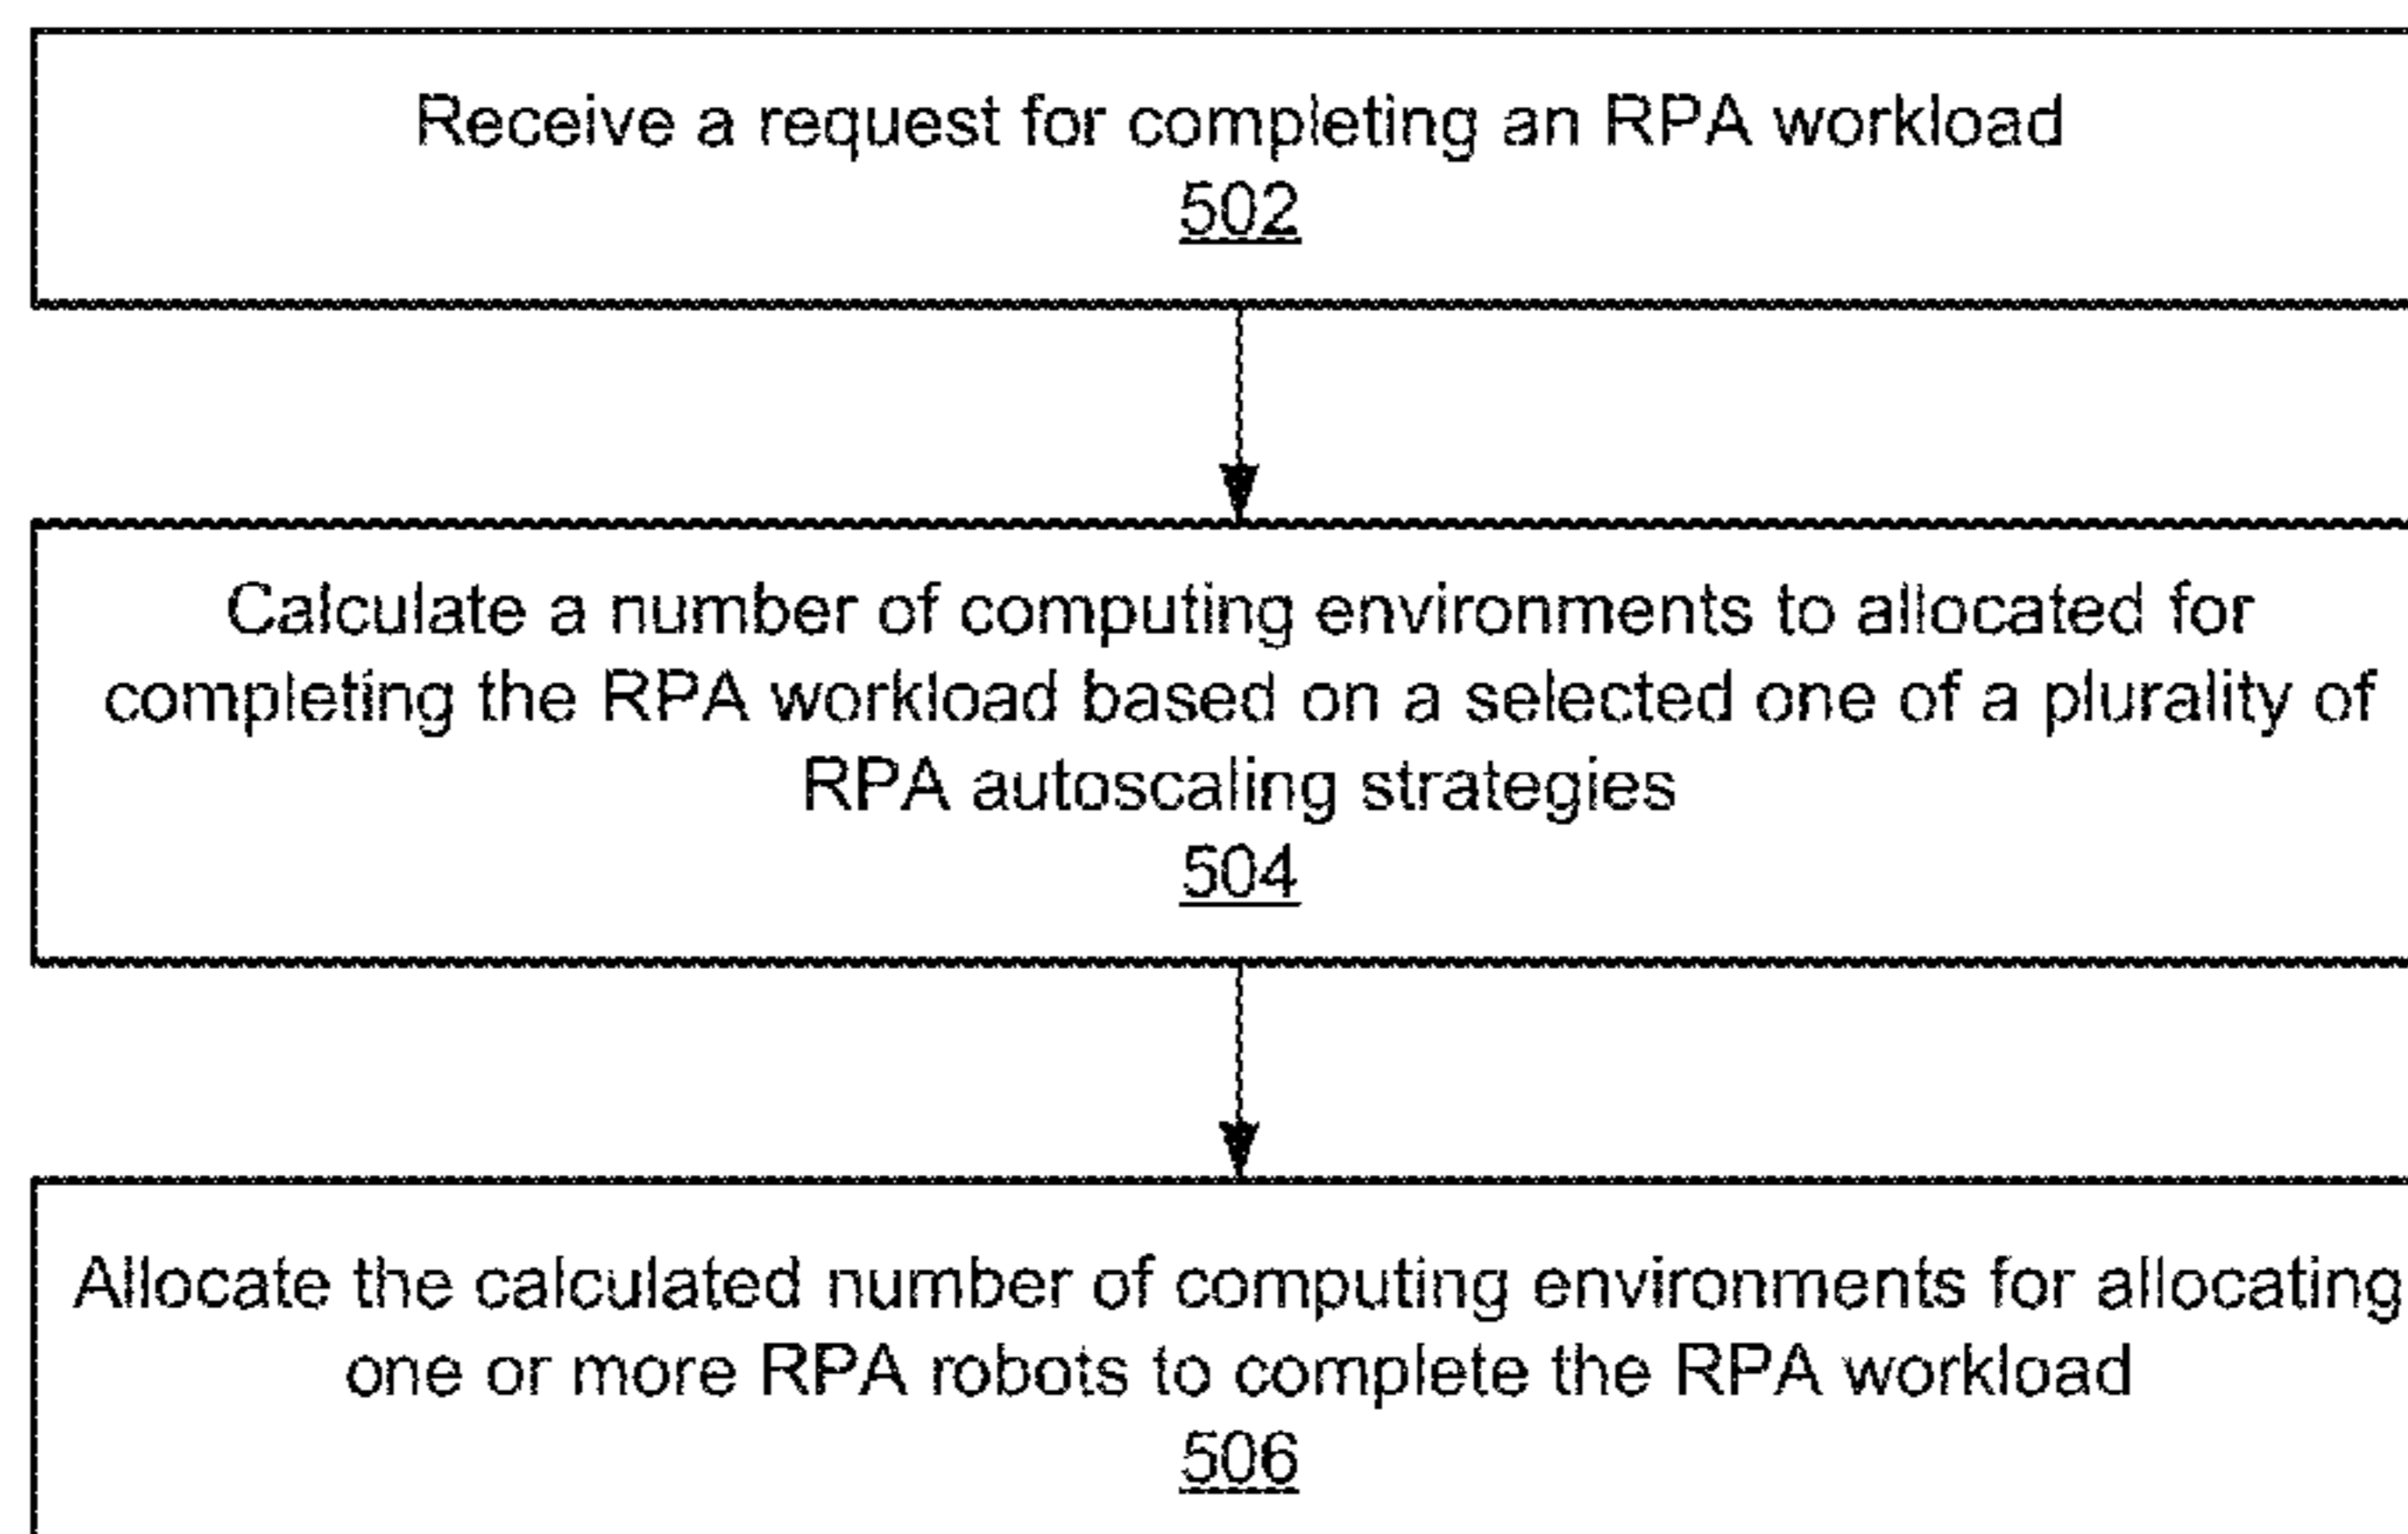 Receive a request for completing an RPA workload
502
Calculate a number of computing environments to allocated for
completing the RPA workload based on a selected one of a plurality of
RPA autoscaling strategies
504
Allocate the calculated number of computing environments for allocating
one or more RPA robots to complete the RPA workload
506